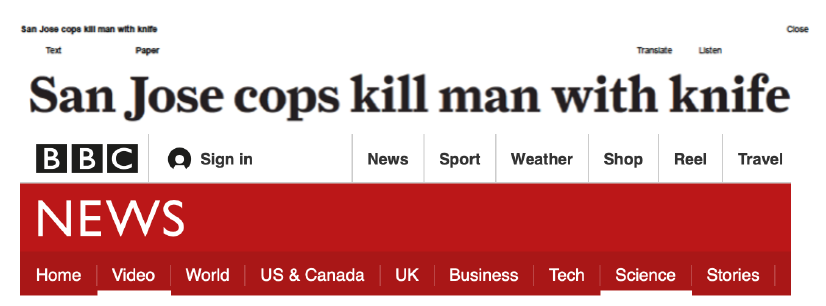 San Jose cops kill man with knife Close
Text Paper Translate Listen
San Jose cops kill man with knife
BBC Sign in News Sport Weather Shop Reel Travel
NEWS
Home Video World US & Canada UK Business Tech Science Stories